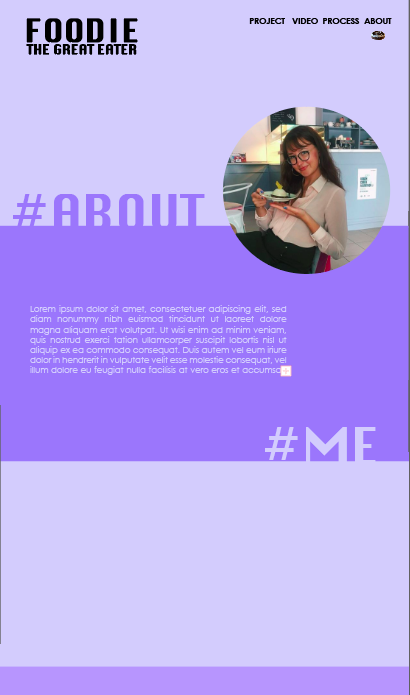 FOODIE
THE GREAT EATER
PROJECT VIDEO PROCESS ABOUT
#ABOUT
Lorem ipsum dolor sit amet, consectetuer adipiscing elit, sed
diam nonummy nibh euismod tincidunt ut laoreet dolore
magna aliquam erat volutpat. Ut wisi enim ad minim veniam,
quis nostrud exerci tation ullamcorper suscipit lobortis nisl ut
aliquip ex ea commodo consequat. Duis autem vel eum iriure
dolor in hendrerit in vulputate velit esse molestie consequat, vel
illum dolore eu feugiat nulla facilisis at vero eros et accumsa
#ME